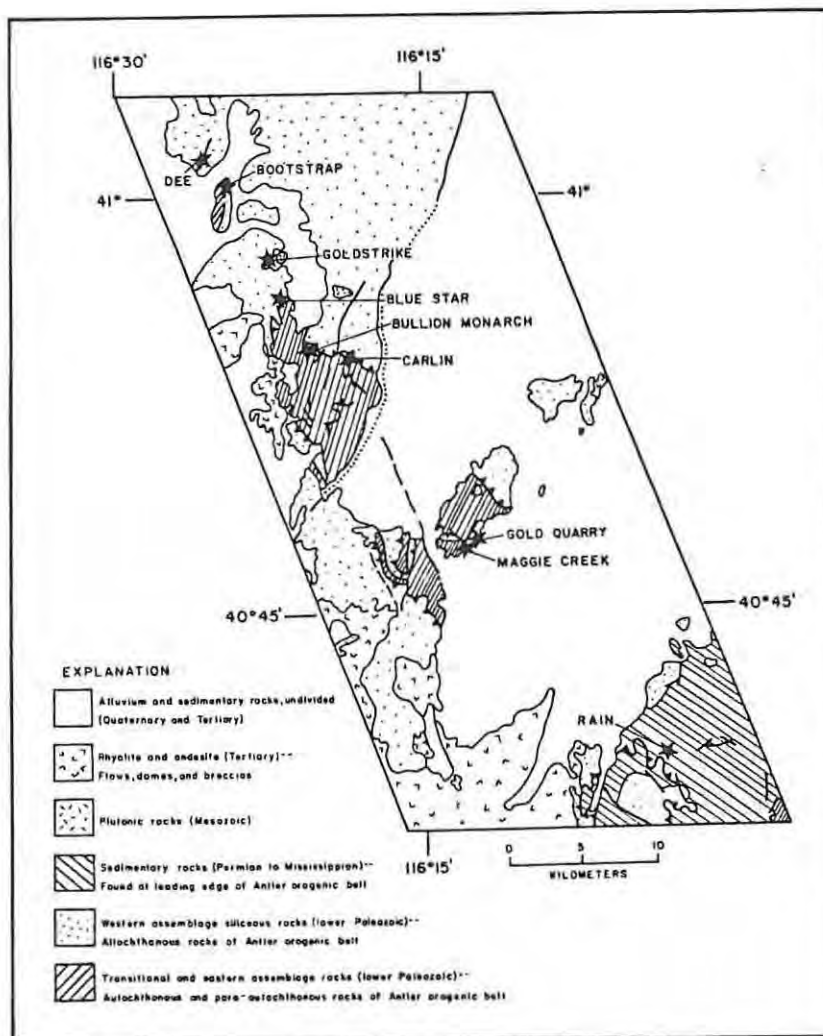 116°30'
116°15'
DEE
BOOTSTRAP
41°
41°
GOLDSTRIKE
BLUE STAR
BULLION MONARCH
CARLIN
GOLD QUARRY
MAGGIE CREEK
40°45'
40°45'
RAIN
116°15'
0 5 10
KILOMETERS
EXPLANATION
Alluvium and sedimentary rocks, undivided
(Quaternary and Tertiary)
Rhyolite and andesite (Tertiary)--
Flows, domes, and breccias
Plutonic rocks (Mesozoic)
Sedimentary rocks (Permian to Mississippian)--
Found at leading edge of Antler orogenic belt
Western assemblage siliceous rocks (lower Paleozoic)--
Allochthonous rocks of Antler orogenic belt
Transitional and eastern assemblage rocks (lower Paleozoic)--
Autochthonous and para-autochthonous rocks of Antler orogenic belt